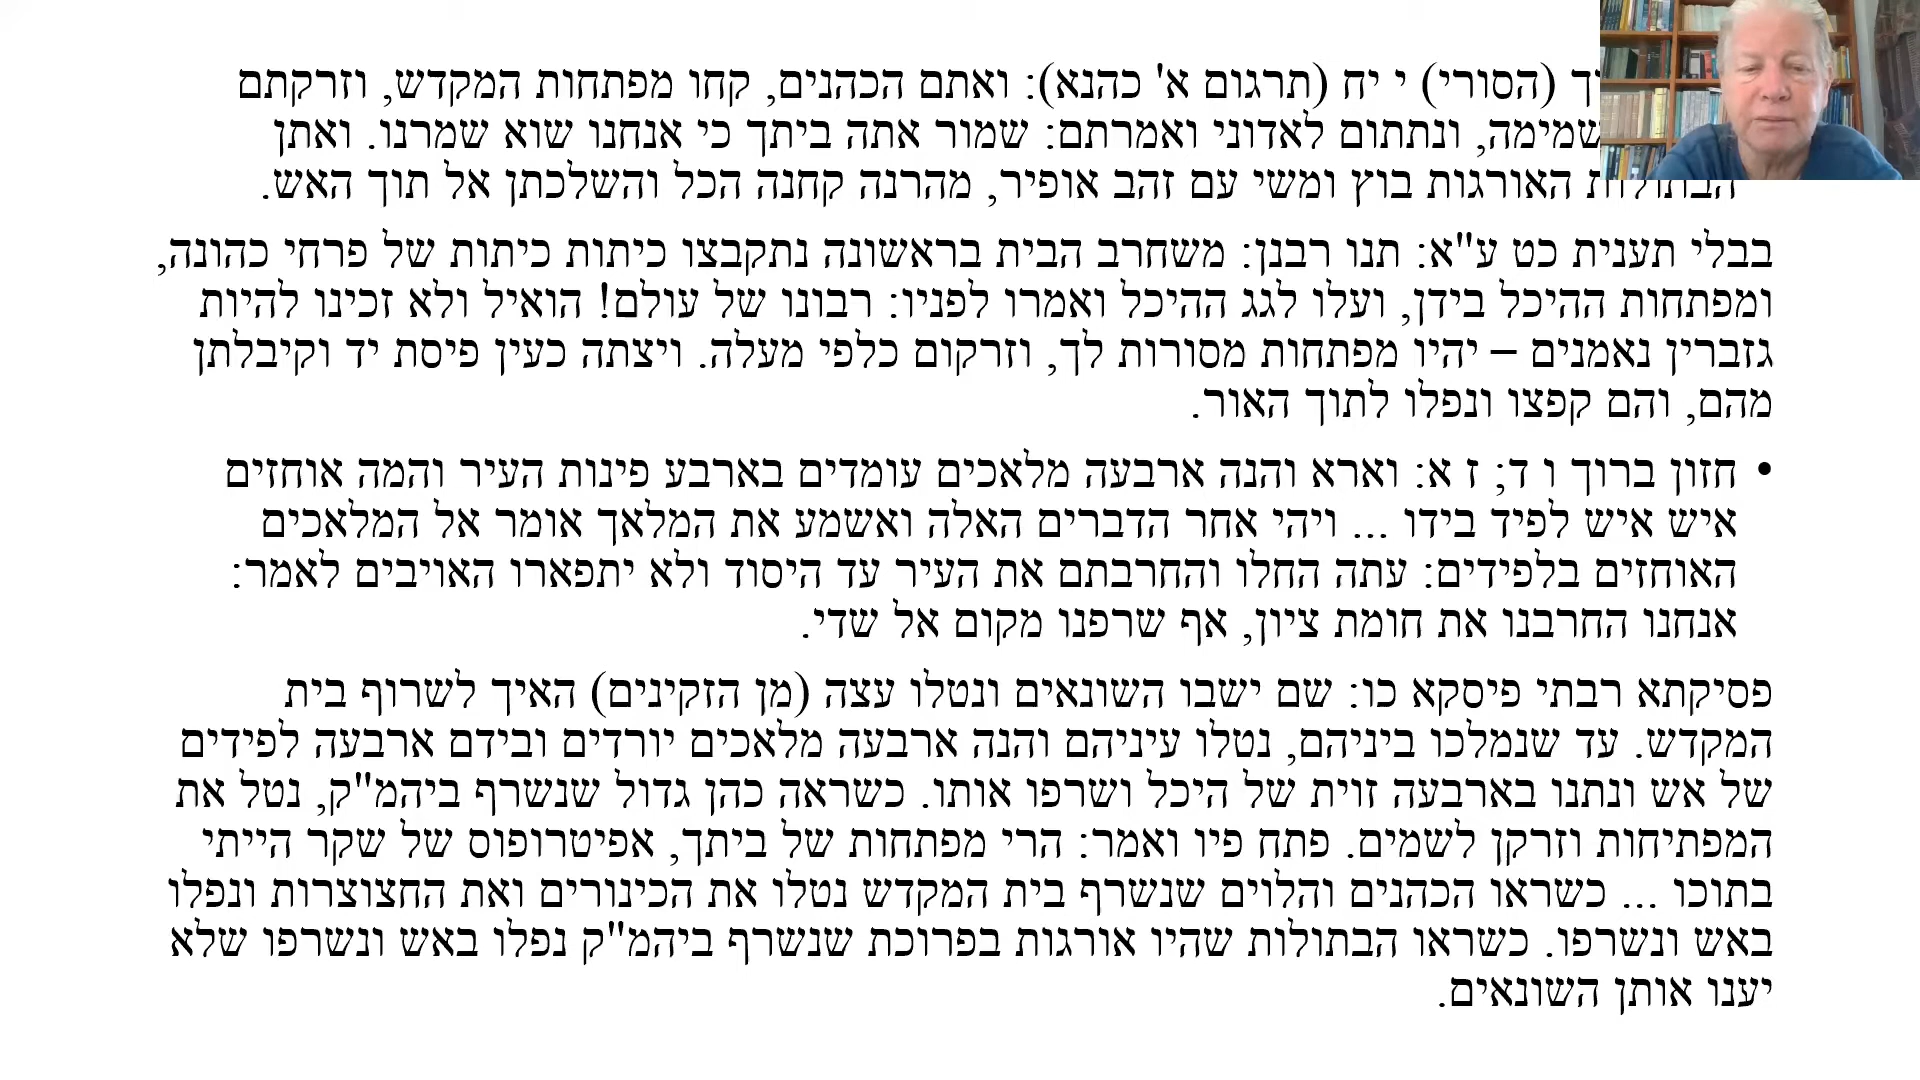 (הסורי) י יח (תרגום א' כהנא): ואתם הכהנים, קחו מפתחות המקדש, וזרקתם
שמימה, ונתתום לאדוני ואמרתם: שמור אתה ביתך כי אנחנו שוא שמרנו. ואתן
הבתולות האורגות בוץ ומשי עם זהב אופיר, מהרנה קחנה הכל והשלכתן אל תוך האש.
בבלי תענית כט ע"א: תנו רבנן: משחרב הבית בראשונה נתקבצו כיתות כיתות של פרחי כהונה,
ומפתחות ההיכל בידן, ועלו לגג ההיכל ואמרו לפניו: רבונו של עולם! הואיל ולא זכינו להיות
גזברין נאמנים – יהיו מפתחות מסורות לך, וזרקום כלפי מעלה. ויצתה כעין פיסת יד וקיבלתן
מהם, והם קפצו ונפלו לתוך האור.
• חזון ברוך ו ד; ז א: וארא והנה ארבעה מלאכים עומדים בארבע פינות העיר והמה אוחזים
איש איש לפיד בידו ... ויהי אחר הדברים האלה ואשמע את המלאך אומר אל המלאכים
האוחזים בלפידים: עתה החלו והחרבתם את העיר עד היסוד ולא יתפארו האויבים לאמר:
אנחנו החרבנו את חומת ציון, אף שרפנו מקום אל שדי.
פסיקתא רבתי פיסקא כו: שם ישבו השונאים ונטלו עצה (מן הזקינים) האיך לשרוף בית
המקדש. עד שנמלכו ביניהם, נטלו עיניהם והנה ארבעה מלאכים יורדים ובידם ארבעה לפידים
של אש ונתנו בארבעה זוית של היכל ושרפו אותו. כשראה כהן גדול שנשרף ביהמ"ק, נטל את
המפתיחות וזרקן לשמים. פתח פיו ואמר: הרי מפתחות של ביתך, אפיטרופוס של שקר הייתי
בתוכו ... כשראו הכהנים והלוים שנשרף בית המקדש נטלו את הכינורים ואת החצוצרות ונפלו
באש ונשרפו. כשראו הבתולות שהיו אורגות בפרוכת שנשרף ביהמ"ק נפלו באש ונשרפו שלא
יענו אותן השונאים.